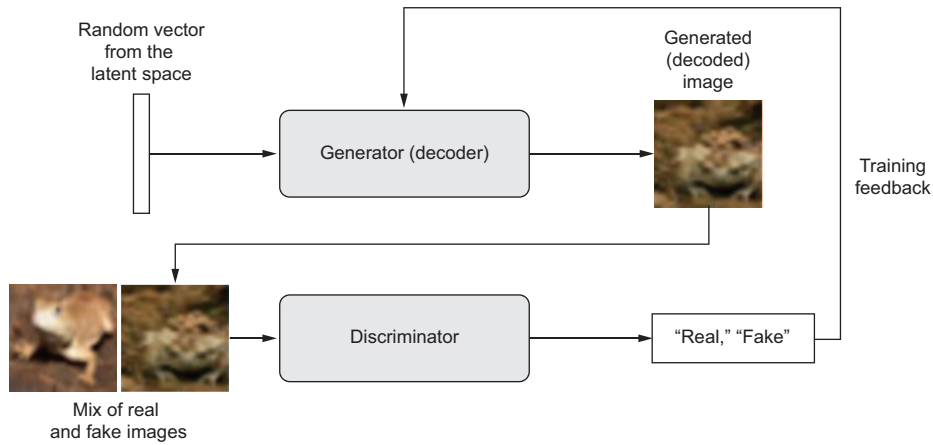 Random vector
from the
latent space
Generator (decoder)
Generated
(decoded)
image
Training
feedback
Discriminator
“Real,” “Fake”
Mix of real
and fake images